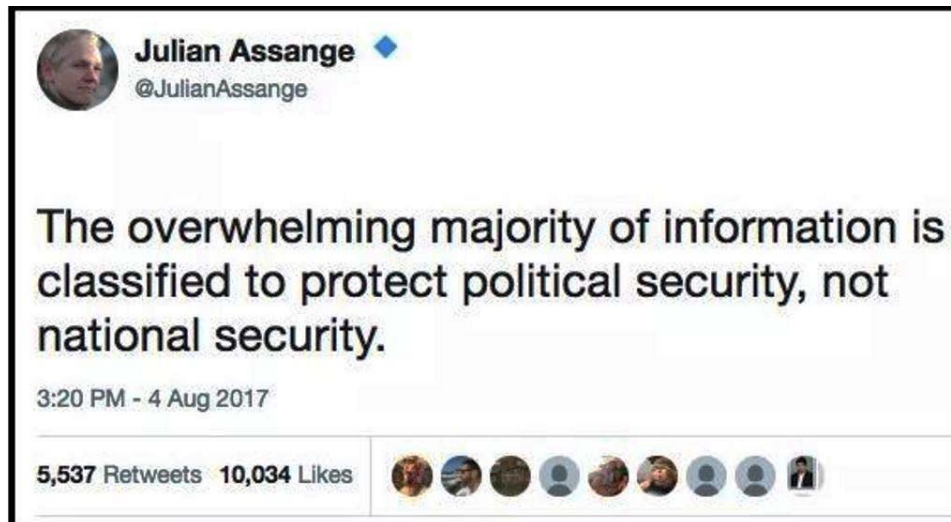 Julian Assange
@JulianAssange
The overwhelming majority of information is
classified to protect political security, not
national security.
3:20 PM - 4 Aug 2017
5,537 Retweets 10,034 Likes